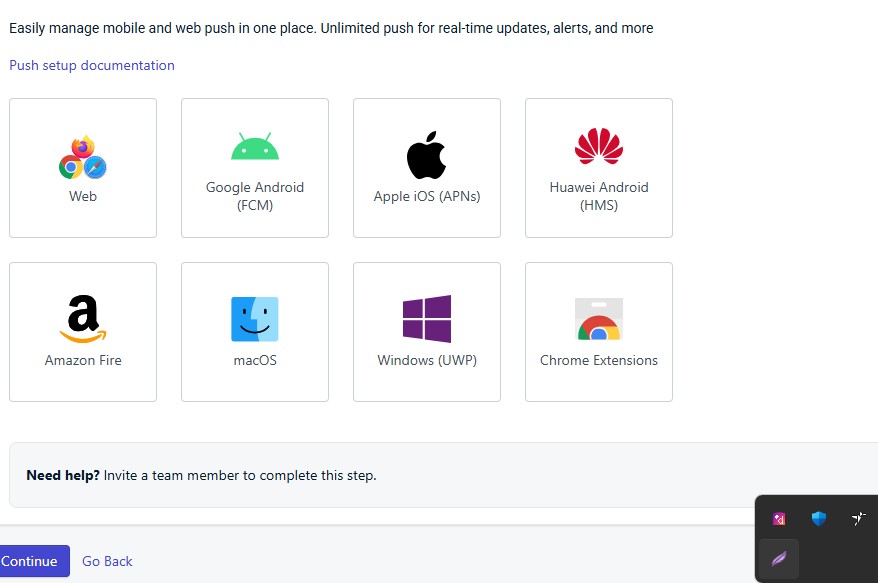 Easily manage mobile and web push in one place. Unlimited push for real-time updates, alerts, and more
Push setup documentation
Web
Google Android
(FCM)
Apple iOS (APNs)
Huawei Android
(HMS)
Amazon Fire
macOS
Windows (UWP)
Chrome Extensions
Need help? Invite a team member to complete this step.
Continue
Go Back